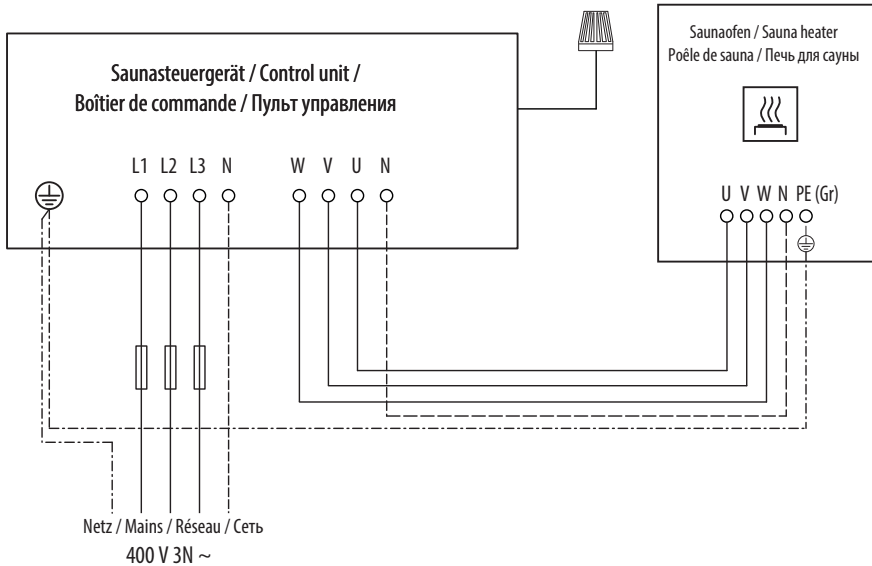 Saunasteuergerät / Control unit /
Boîtier de commande / Пульт управления
L1 L2 L3 N W V U N
Saunaofen / Sauna heater
Poêle de sauna / Печь для сауны
U V W N PE (Gr)
Netz / Mains / Réseau / Сеть
400 V 3N ~